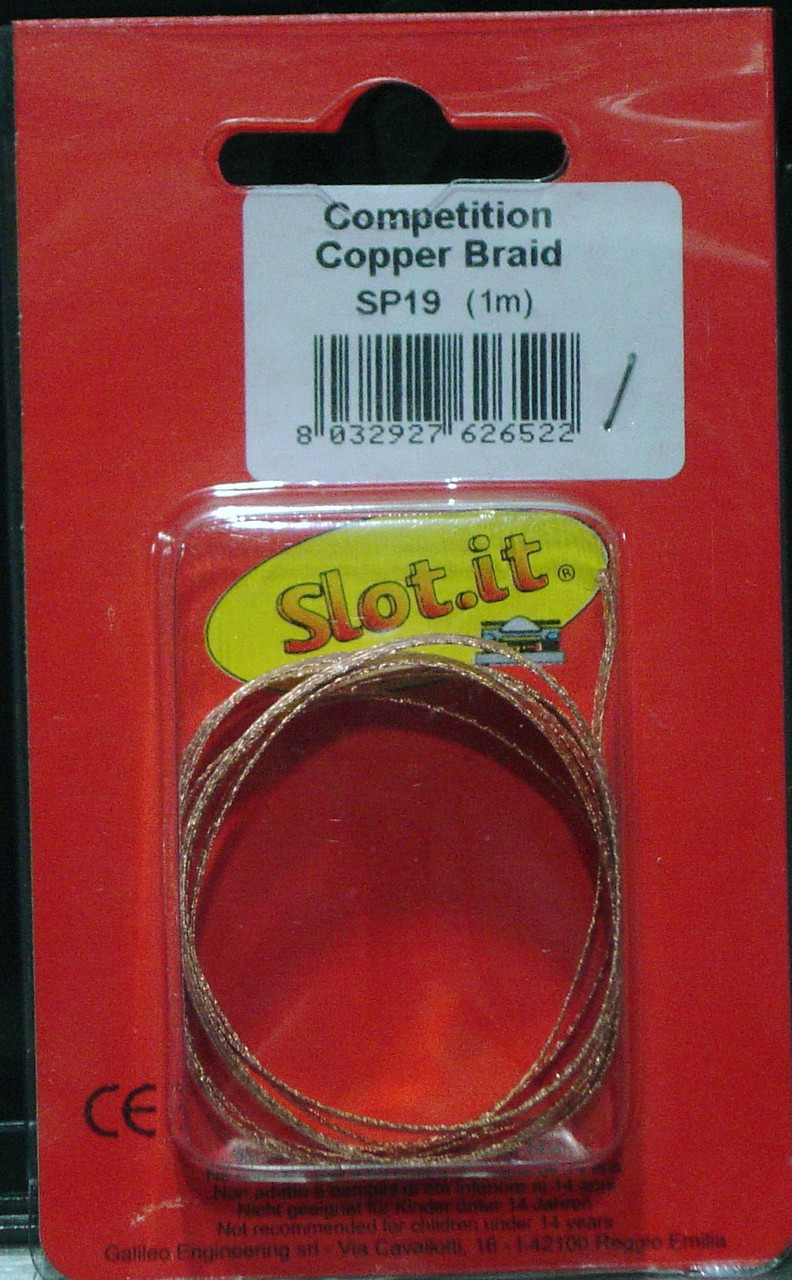 Competition
Copper Braid
SP19 (1m)
8 032927 626522
Slot.it ®
CE
14 ans
Non adatto a bambini di età inferiore ai 14 anni
Nicht geeignet für Kinder unter 14 Jahren
Not recommended for children under 14 years
Galileo Engineering srl - Via Cavallotti, 16 - I-42100 Reggio Emilia